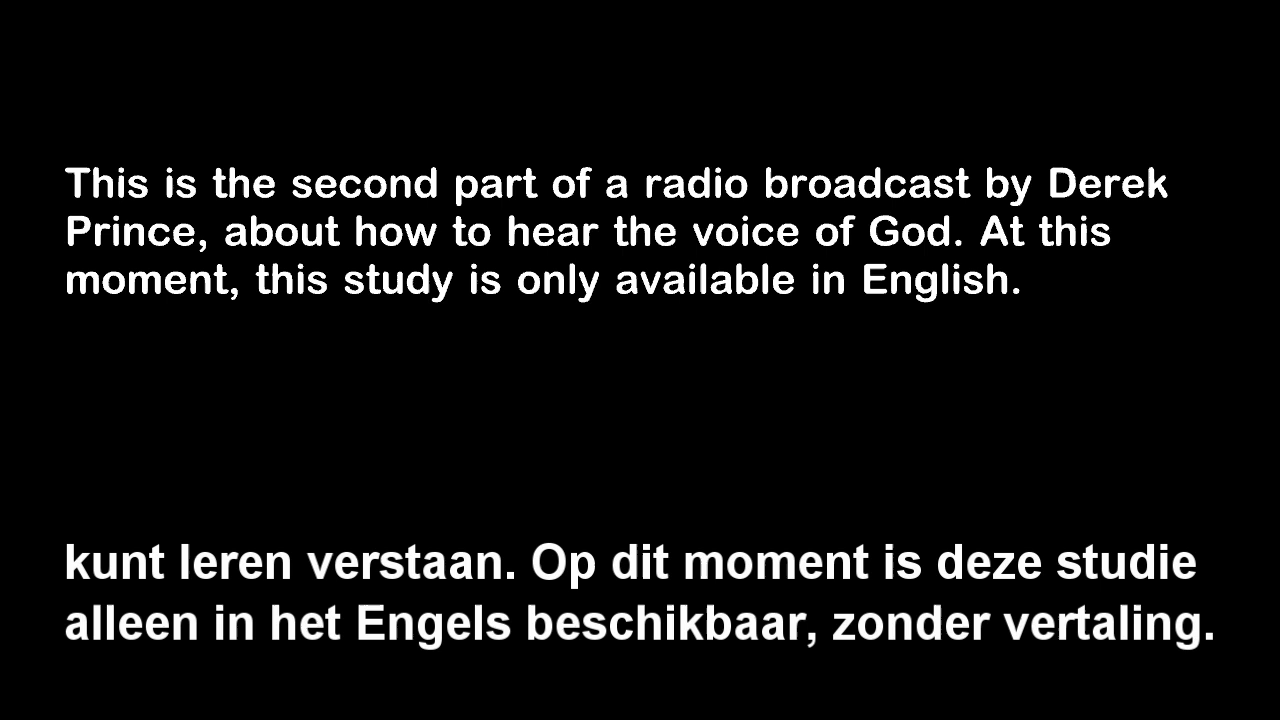 This is the second part of a radio broadcast by Derek
Prince, about how to hear the voice of God. At this
moment, this study is only available in English.
kunt leren verstaan. Op dit moment is deze studie
alleen in het Engels beschikbaar, zonder vertaling.